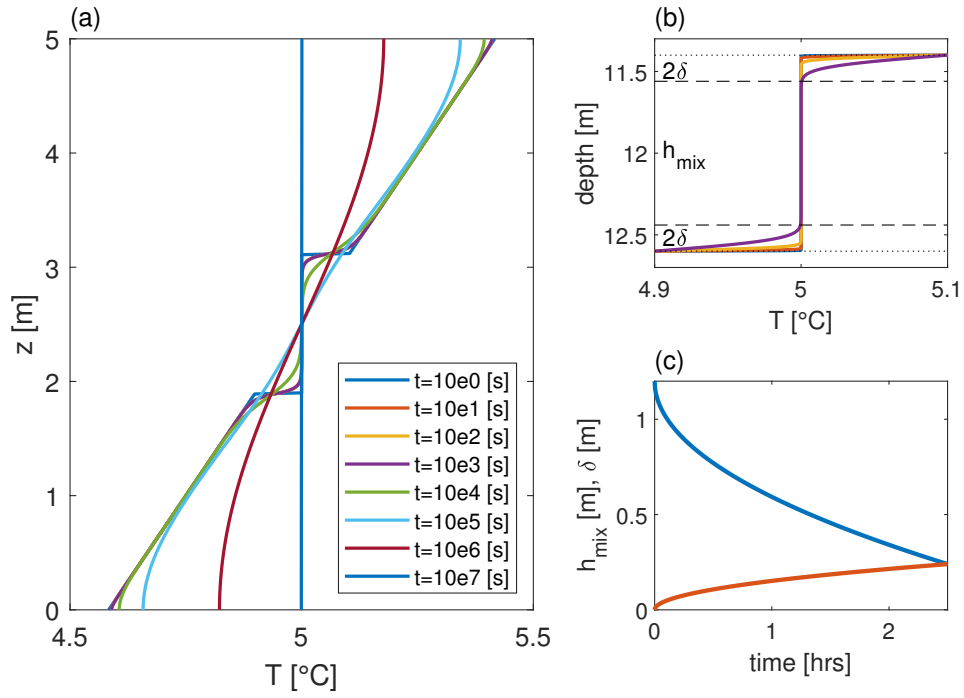 (a)
5
4
3
2
1
0
z [m]
4.5
5
5.5
T [°C]
t=10e0 [s]
t=10e1 [s]
t=10e2 [s]
t=10e3 [s]
t=10e4 [s]
t=10e5 [s]
t=10e6 [s]
t=10e7 [s]
(b)
11.5
12
12.5
depth [m]
2δ
h_mix
2δ
4.9
5
5.1
T [°C]
(c)
1
0.5
0
h_mix [m], δ [m]
0
1
2
time [hrs]